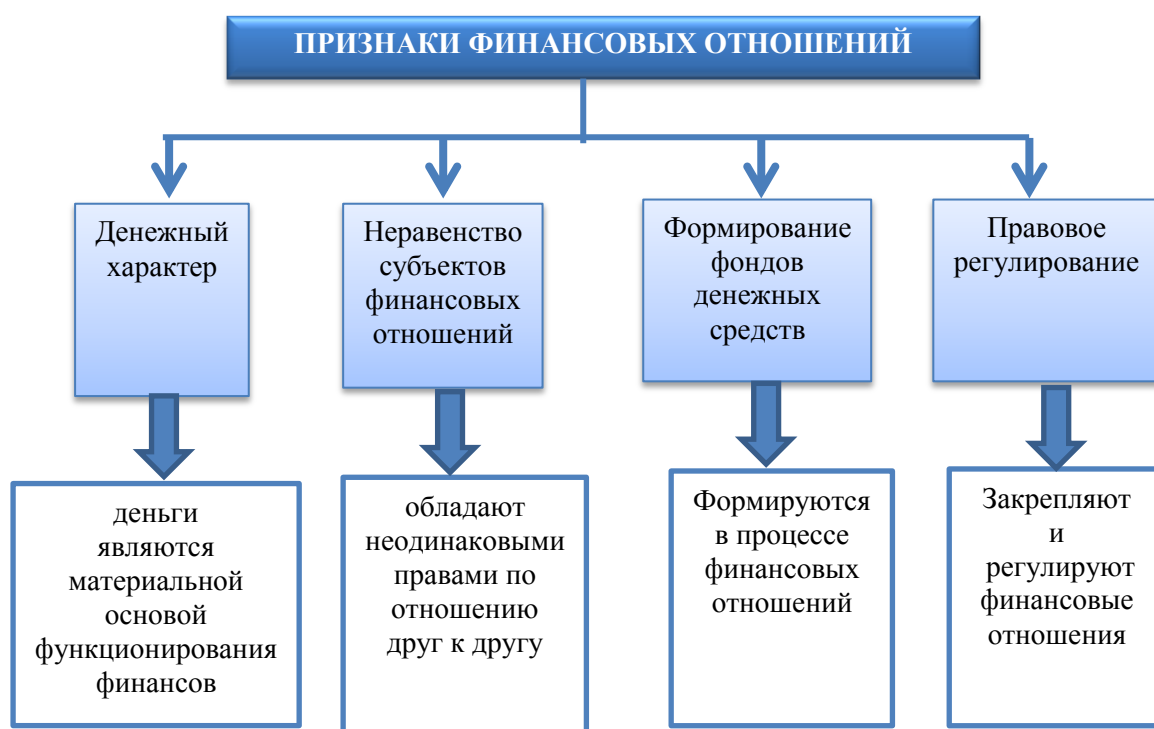 ПРИЗНАКИ ФИНАНСОВЫХ ОТНОШЕНИЙ
Денежный
характер
Неравенство
субъектов
финансовых
отношений
Формирование
фондов
денежных
средств
Правовое
регулирование
деньги
являются
материальной
основой
функционирования
финансов
обладают
неодинаковыми
правами по
отношению
друг к другу
Формируются
в процессе
финансовых
отношений
Закрепляют
и
регулируют
финансовые
отношения